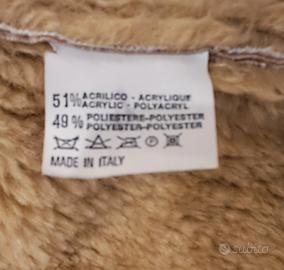 51% ACRILICO - ACRYLIQUE
ACRYLIC - POLYACRYL
49% POLIESTERE-POLYESTER
POLYESTER-POLYESTER
MADE IN ITALY
subito